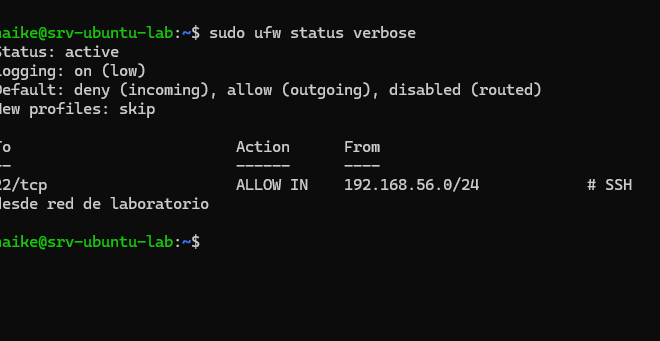 naike@srv-ubuntu-lab:~$ sudo ufw status verbose
Status: active
Logging: on (low)
Default: deny (incoming), allow (outgoing), disabled (routed)
New profiles: skip
To                         Action      From
--                         ------      ----
22/tcp                     ALLOW IN    192.168.56.0/24            # SSH
desde red de laboratorio
naike@srv-ubuntu-lab:~$